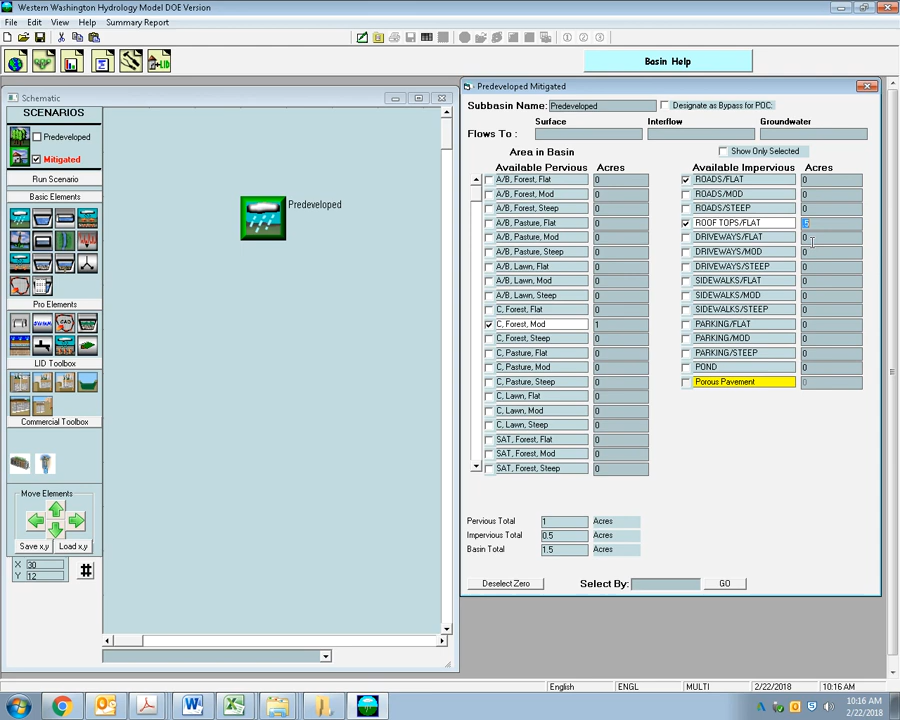 Western Washington Hydrology Model DOE Version
File Edit View Help Summary Report
Basin Help
Schematic
SCENARIOS
Predeveloped
Mitigated
Run Scenario
Basic Elements
Pro Elements
LID Toolbox
Commercial Toolbox
Move Elements
Save x,y Load x,y
X 30
Y 12
#
Predeveloped
Predeveloped Mitigated
Subbasin Name: Predeveloped Designate as Bypass for POC:
Surface Interflow Groundwater
Flows To :
Area in Basin Show Only Selected
Available Pervious Acres Available Impervious Acres
A/B, Forest, Flat 0 ROADS/FLAT 0
A/B, Forest, Mod 0 ROADS/MOD 0
A/B, Forest, Steep 0 ROADS/STEEP 0
A/B, Pasture, Flat 0 ROOF TOPS/FLAT .5
A/B, Pasture, Mod 0 DRIVEWAYS/FLAT 0
A/B, Pasture, Steep 0 DRIVEWAYS/MOD 0
A/B, Lawn, Flat 0 DRIVEWAYS/STEEP 0
A/B, Lawn, Mod 0 SIDEWALKS/FLAT 0
A/B, Lawn, Steep 0 SIDEWALKS/MOD 0
C, Forest, Flat 0 SIDEWALKS/STEEP 0
C, Forest, Mod 1 PARKING/FLAT 0
C, Forest, Steep 0 PARKING/MOD 0
C, Pasture, Flat 0 PARKING/STEEP 0
C, Pasture, Mod 0 POND 0
C, Pasture, Steep 0 Porous Pavement 0
C, Lawn, Flat 0
C, Lawn, Mod 0
C, Lawn, Steep 0
SAT, Forest, Flat 0
SAT, Forest, Mod 0
SAT, Forest, Steep 0
Pervious Total 1 Acres
Impervious Total 0.5 Acres
Basin Total 1.5 Acres
Deselect Zero Select By: GO
English ENGL MULTI 2/22/2018 10:16 AM
10:16 AM
2/22/2018